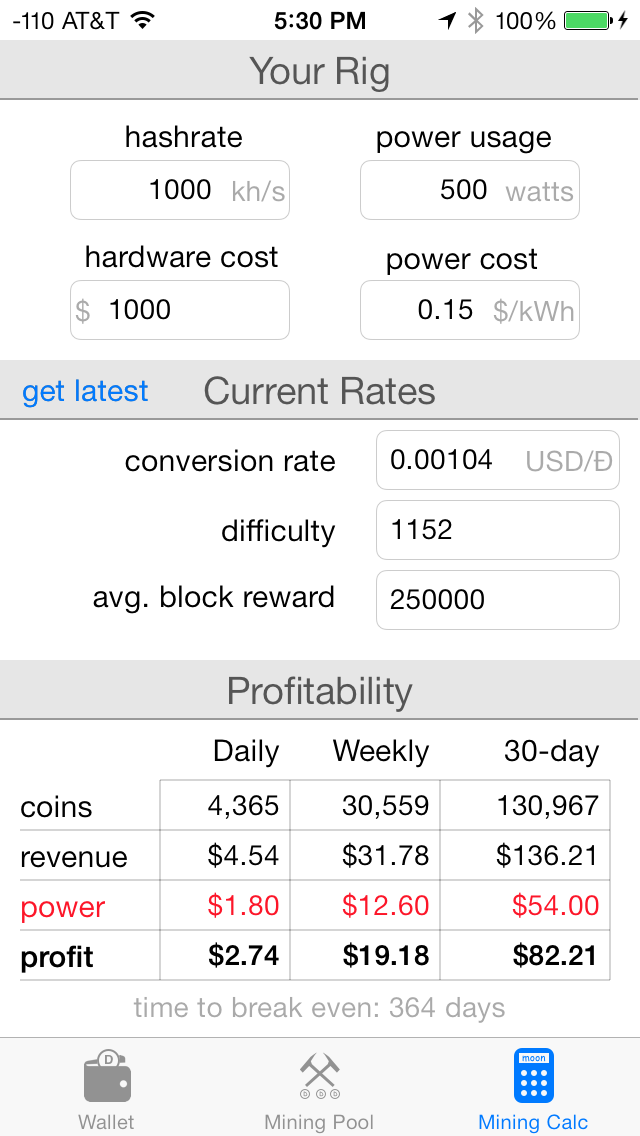 -110 AT&T 5:30 PM 100%
Your Rig
hashrate power usage
1000 kh/s 500 watts
hardware cost power cost
$ 1000 0.15 $/kWh
get latest Current Rates
conversion rate 0.00104 USD/Ð
difficulty 1152
avg. block reward 250000
Profitability
Daily Weekly 30-day
coins 4,365 30,559 130,967
revenue $4.54 $31.78 $136.21
power $1.80 $12.60 $54.00
profit $2.74 $19.18 $82.21
time to break even: 364 days
D moon
D D D
Wallet Mining Pool Mining Calc